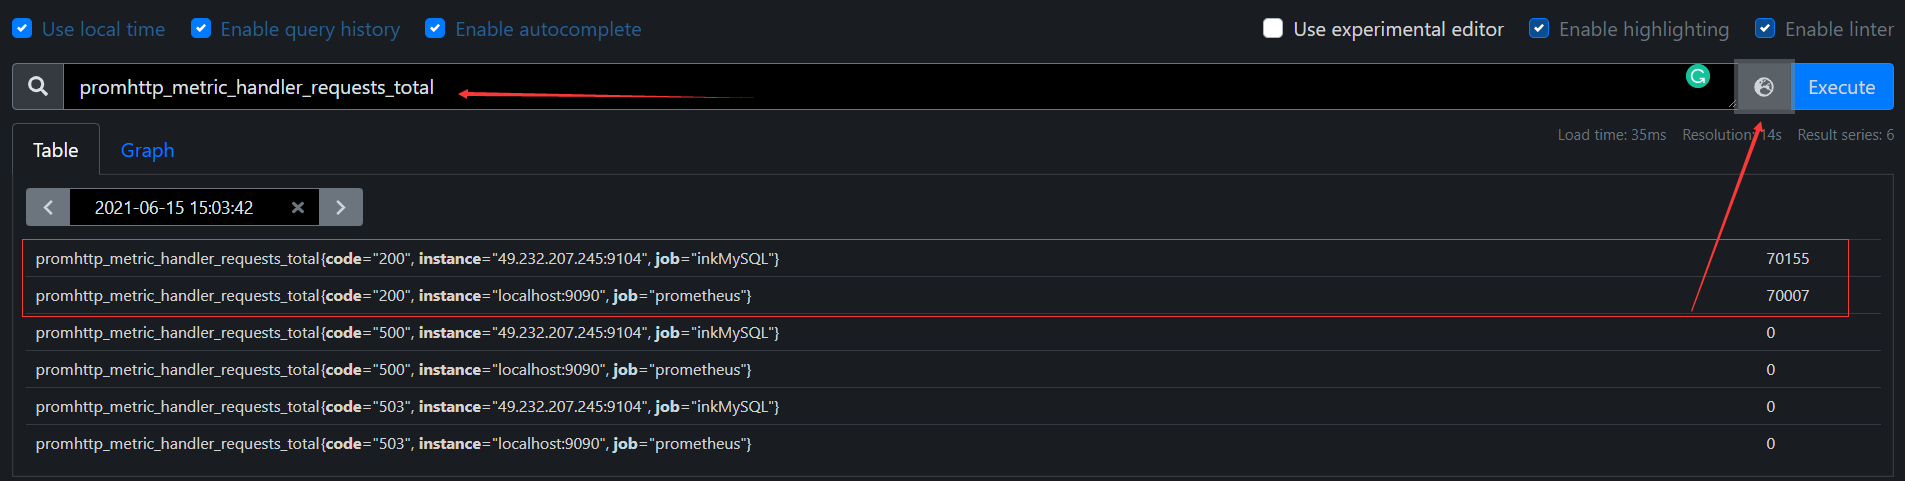 Use local time Enable query history Enable autocomplete Use experimental editor Enable highlighting Enable linter
promhttp_metric_handler_requests_total G Execute
Table Graph Load time: 35ms Resolution: 14s Result series: 6
2021-06-15 15:03:42
promhttp_metric_handler_requests_total{code="200", instance="49.232.207.245:9104", job="inkMySQL"} 70155
promhttp_metric_handler_requests_total{code="200", instance="localhost:9090", job="prometheus"} 70007
promhttp_metric_handler_requests_total{code="500", instance="49.232.207.245:9104", job="inkMySQL"} 0
promhttp_metric_handler_requests_total{code="500", instance="localhost:9090", job="prometheus"} 0
promhttp_metric_handler_requests_total{code="503", instance="49.232.207.245:9104", job="inkMySQL"} 0
promhttp_metric_handler_requests_total{code="503", instance="localhost:9090", job="prometheus"} 0